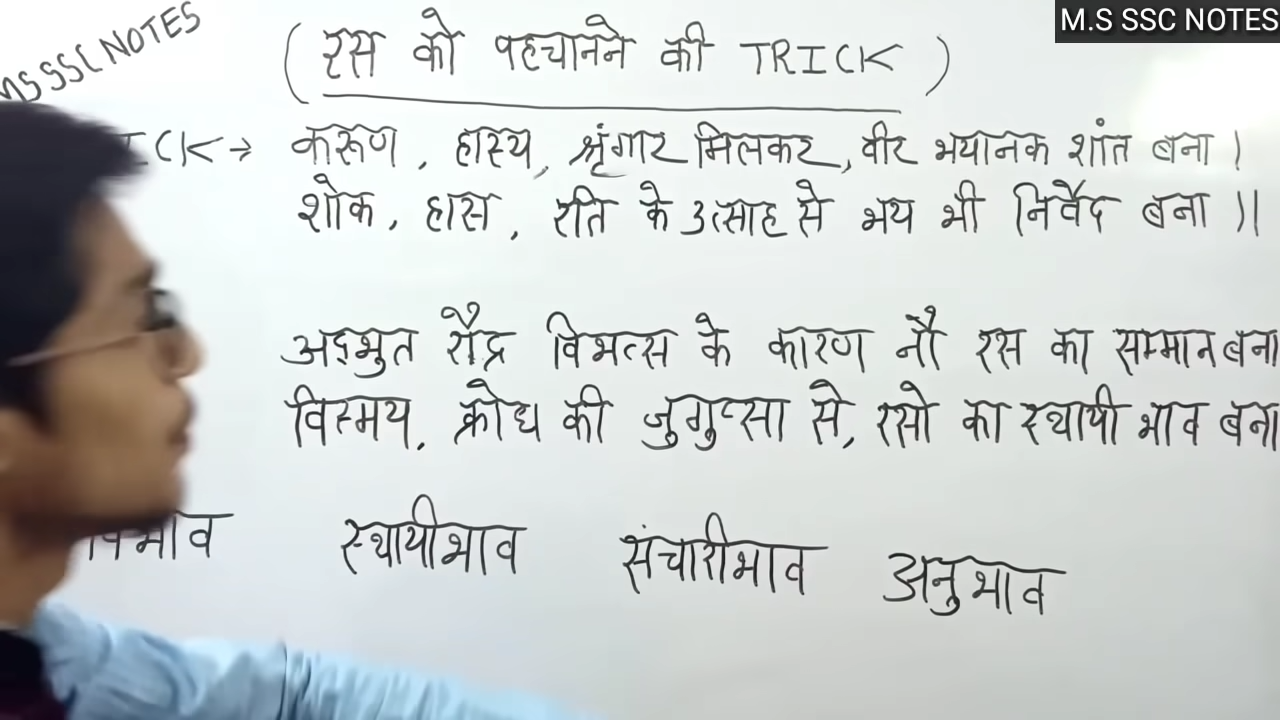 M.S SSC NOTES
MS SSC NOTES
( रस को पहचानने की TRICK )
ICK → करूण, हास्य, श्रृंगार मिलकर, वीर भयानक शांत बना।
शोक, हास, रति के उत्साह से भय भी निर्वेद बना॥
अद्भुत रौद्र विभत्स के कारण नौ रस का सम्मान बना
विस्मय, क्रोध की जुगुप्सा से, रसो का स्थायी भाव बना
विभाव स्थायीभाव संचारीभाव अनुभाव